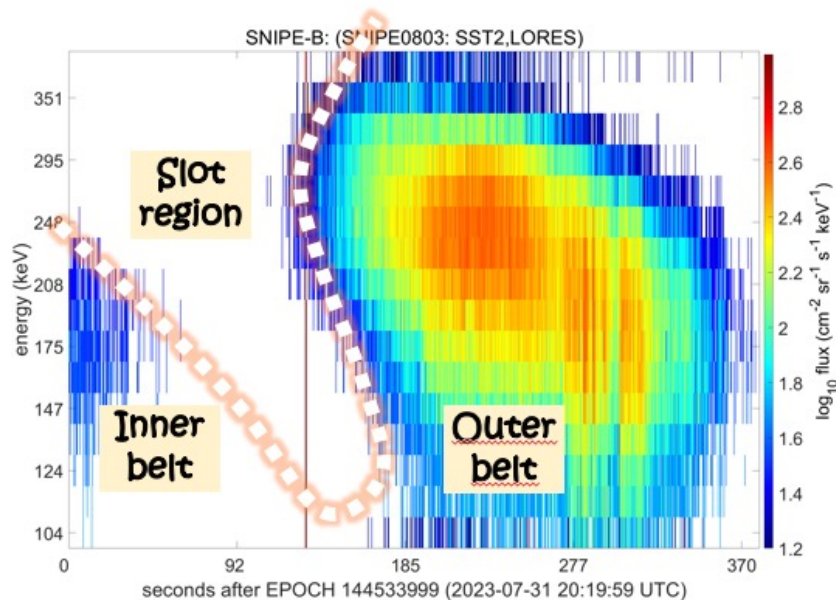 SNIPE-B: (SNIPE0803: SST2,LORES)
351
295
248
208
175
147
124
104
energy (keV)
Slot
region
Inner
belt
Outer
belt
0
92
185
277
370
seconds after EPOCH 144533999 (2023-07-31 20:19:59 UTC)
2.8
2.6
2.4
2.2
2
1.8
1.6
1.4
1.2
log10 flux (cm-2 sr-1 s-1 keV-1)